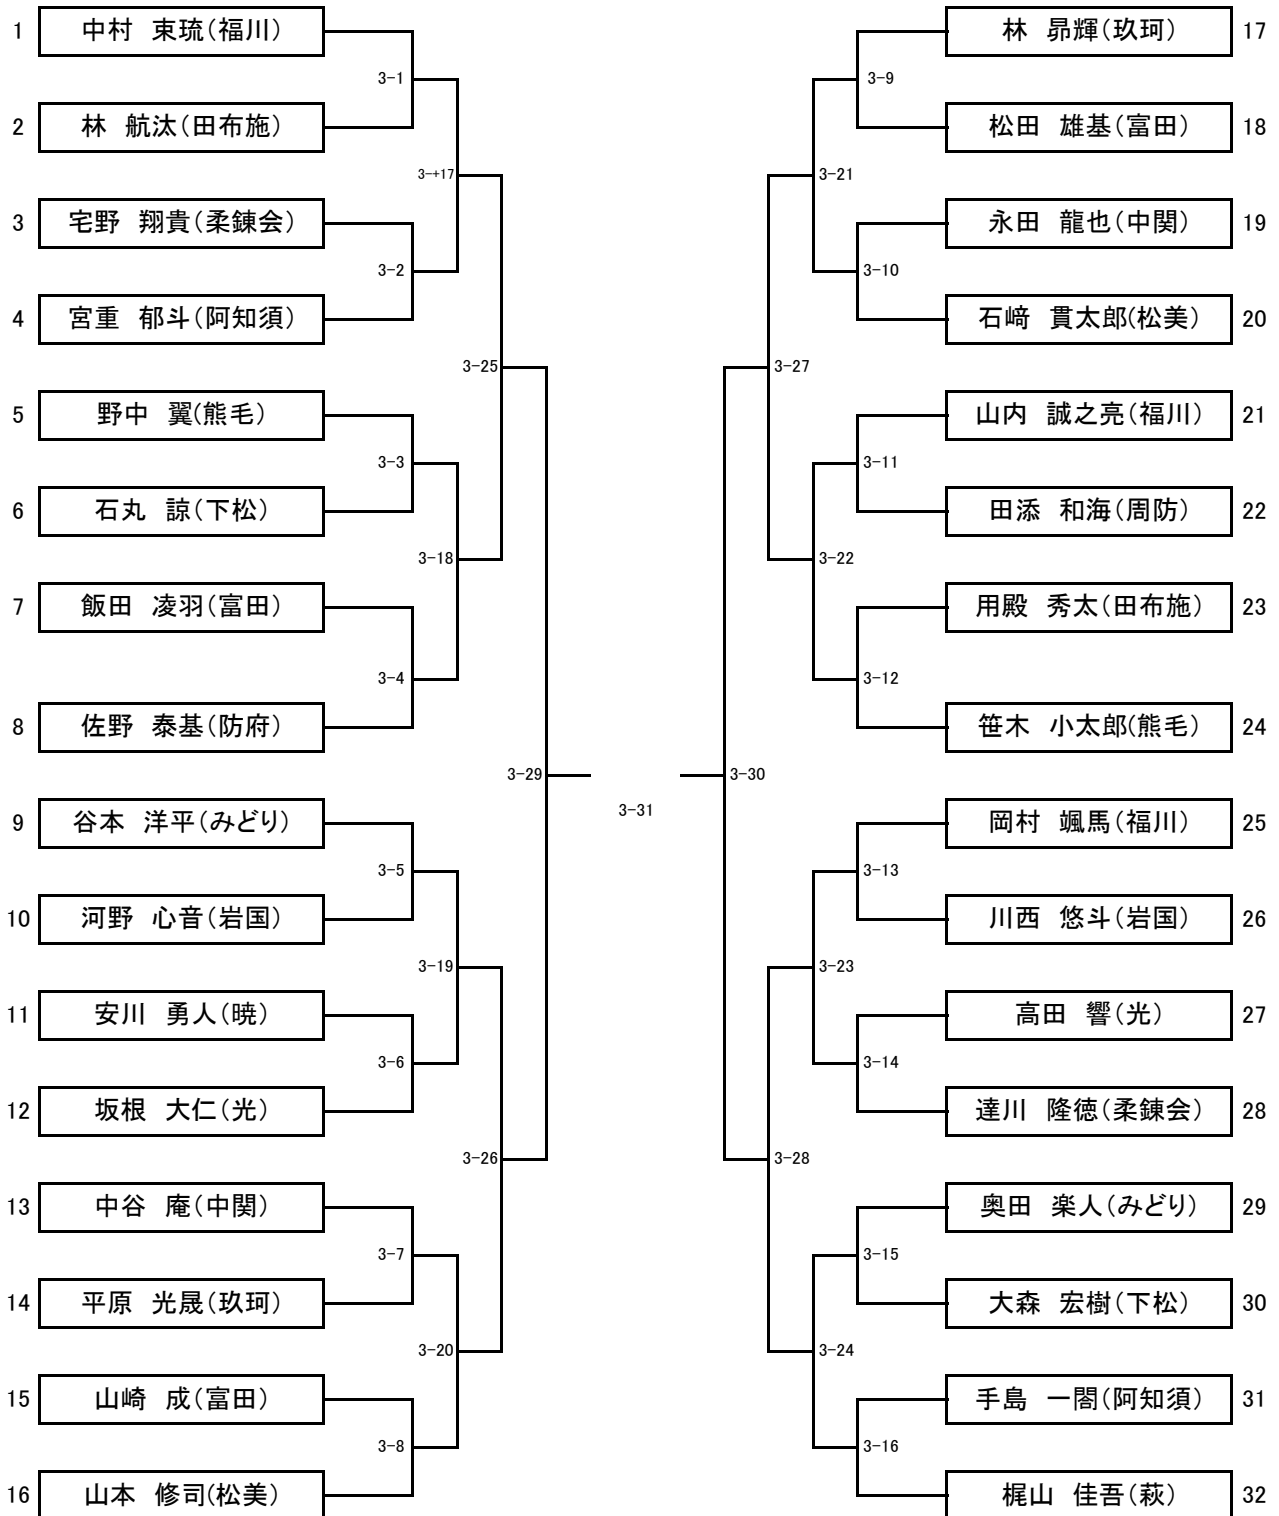 1 中村 束琉（福川）
3-1
2 林 航汰（田布施）
3-+17
3 宅野 翔貴（柔錬会）
3-2
4 宮重 郁斗（阿知須）
3-25
5 野中 翼(熊毛）
3-3
6 石丸 諒（下松）
3-18
7 飯田 凌羽（富田）
3-4
8 佐野 泰基（防府）
3-29
9 谷本 洋平（みどり）
3-5
10 河野 心音（岩国）
3-19
11 安川 勇人（暁）
3-6
12 坂根 大仁（光）
3-26
13 中谷 庵（中関）
3-7
14 平原 光晟（玖珂）
3-20
15 山崎 成（富田）
3-8
16 山本 修司(松美）
3-31
林 昴輝（玖珂） 17
3-9
松田 雄基（富田） 18
3-21
永田 龍也（中関） 19
3-10
石﨑 貫太郎(松美） 20
3-27
山内 誠之亮（福川） 21
3-11
田添 和海（周防） 22
3-22
用殿 秀太（田布施） 23
3-12
笹木 小太郎(熊毛） 24
3-30
岡村 颯馬（福川） 25
3-13
川西 悠斗（岩国） 26
3-23
高田 響（光） 27
3-14
達川 隆徳（柔錬会） 28
3-28
奥田 楽人（みどり） 29
3-15
大森 宏樹（下松） 30
3-24
手島 一閤（阿知須） 31
3-16
梶山 佳吾（萩） 32